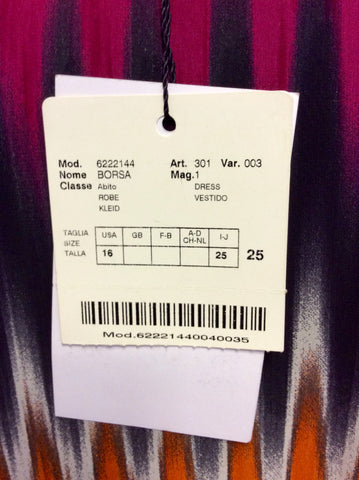 Mod. 6222144 Art. 301 Var. 003
Nome BORSA Mag.1
Classe Abito DRESS
ROBE VESTIDO
KLEID
TAGLIA
SIZE
TALLA
USA GB F-B A-D CH-NL I-J
16 25 25
Mod.62221440040035